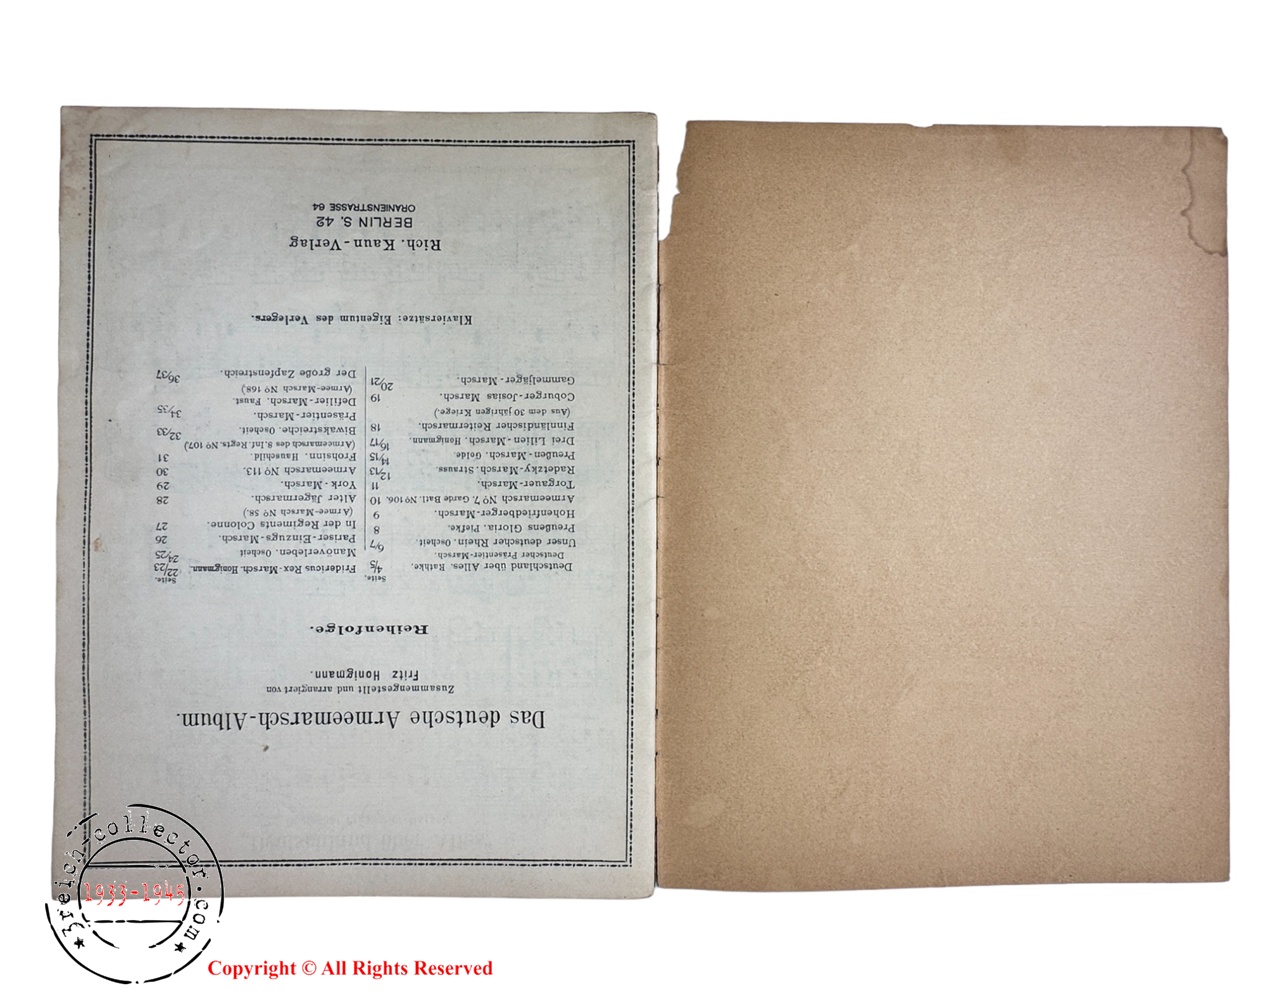 Das deutsche Armeemarsch-Album.
Zusammengestellt und arrangiert von
Fritz Honigmann.
Reihenfolge.
Seite.
Deutschland über Alles. Rathke. 4/5
Deutscher Präsentier-Marsch.
Unser deutscher Rhein. Oscheit. 6/7
Preußens Gloria. Piefke. 8
Hohenfriedberger-Marsch. 9
Armeemarsch No 7. Garde Batl. No 106. 10
Torgauer-Marsch. 11
Radetzky-Marsch. Strauss. 12/13
Preußen-Marsch. Golde. 14/15
Drei Lilien-Marsch. Honigmann. 16/17
Finnländischer Reitermarsch. 18
(Aus dem 30 jährigen Kriege)
Coburger-Josias Marsch. 19
Gammeljäger-Marsch. 20/21
Seite.
Fridericus Rex-Marsch. Honigmann. 22/23
Manöverleben. Oscheit 24/25
Pariser-Einzugs-Marsch. 26
In der Regiments Colonne. 27
(Armee-Marsch No 58.)
Alter Jägermarsch. 28
York-Marsch. 29
Armeemarsch No 113. 30
Frohsinn. Hauschild. 31
(Armeemarsch des 8. Inf. Regts. No 107)
Biwakstreiche. Oscheit. 32/33
Präsentier-Marsch. 34/35
Defilier-Marsch. Faust.
(Armee-Marsch No 168)
Der große Zapfenstreich. 36/37
Klaviersätze: Eigentum des Verlegers.
Rich. Kaun-Verlag
BERLIN S. 42
ORANIENSTRASSE 64
3reich-collector.com
1933-1945
Copyright © All Rights Reserved